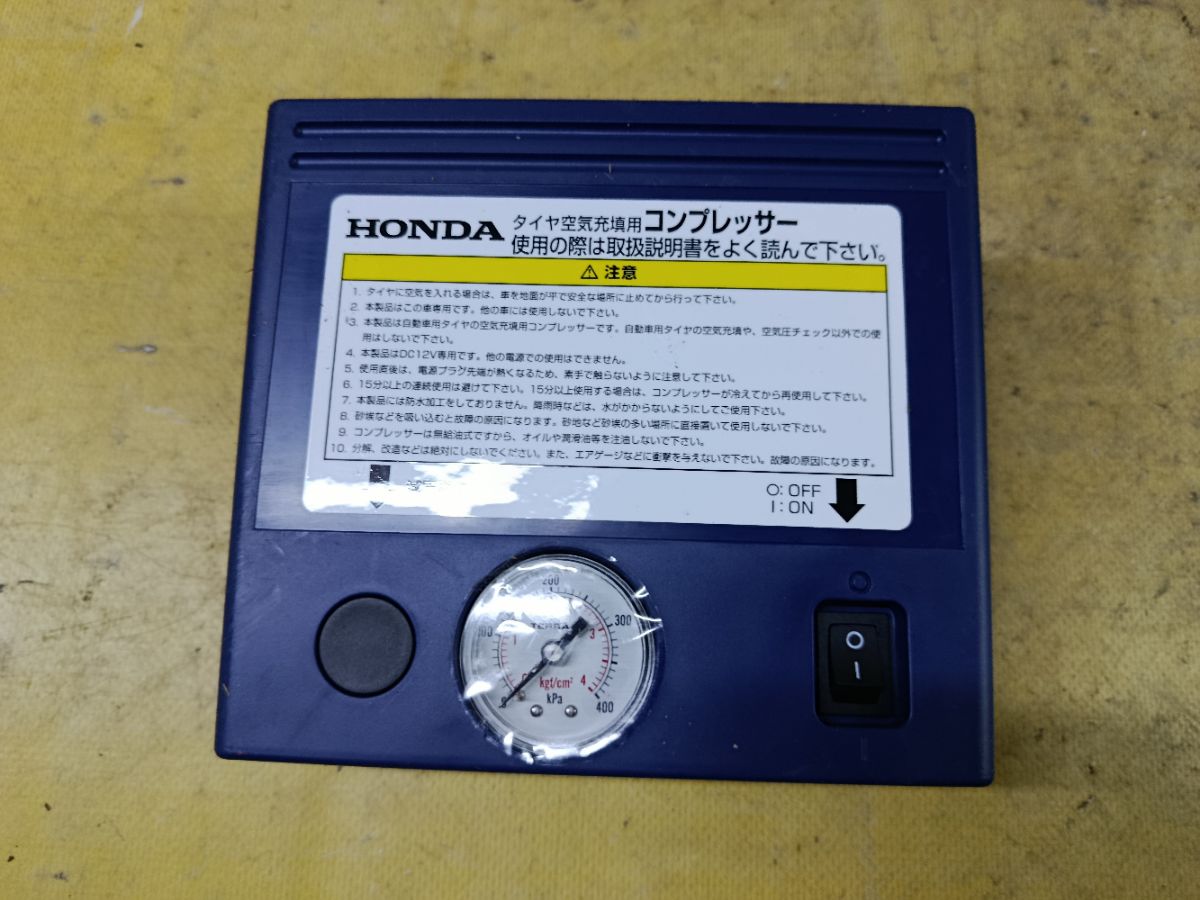 HONDA タイヤ空気充填用コンプレッサー
使用の際は取扱説明書をよく読んで下さい。
⚠ 注意
1. タイヤに空気を入れる場合は、車を地面が平で安全な場所に止めてから行って下さい。
2. 本製品はこの車専用です。他の車には使用しないで下さい。
3. 本製品は自動車用タイヤの空気充填用コンプレッサーです。自動車用タイヤの空気充填や、空気圧チェック以外での使
用はしないで下さい。
4. 本製品はDC12V専用です。他の電源での使用はできません。
5. 使用直後は、電源プラグ先端が熱くなるため、素手で触らないように注意して下さい。
6. 15分以上の連続使用は避けて下さい。15分以上使用する場合は、コンプレッサーが冷えてから再使用して下さい。
7. 本製品には防水加工をしておりません。降雨時などは、水がかからないようにしてご使用下さい。
8. 砂埃などを吸い込むと故障の原因になります。砂地など砂埃の多い場所に直接置いて使用しないで下さい。
9. コンプレッサーは無給油式ですから、オイルや潤滑油等を注油しないで下さい。
10. 分解、改造などは絶対にしないでください。また、エアゲージなどに衝撃を与えないで下さい。故障の原因になります。
O: OFF
I: ON
200
100 300
TERRA
1 3
0 kgf/cm² 4
0 kPa 400
O
O
I
I